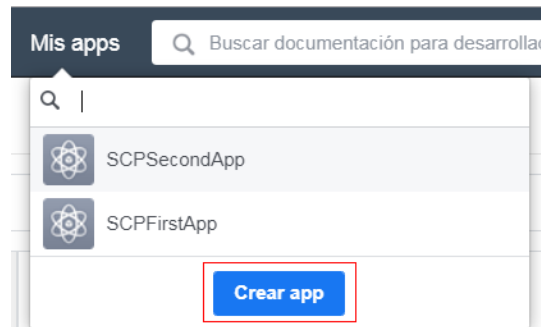 Mis apps
Buscar documentación para desarrollad
SCPSecondApp
SCPFirstApp
Crear app